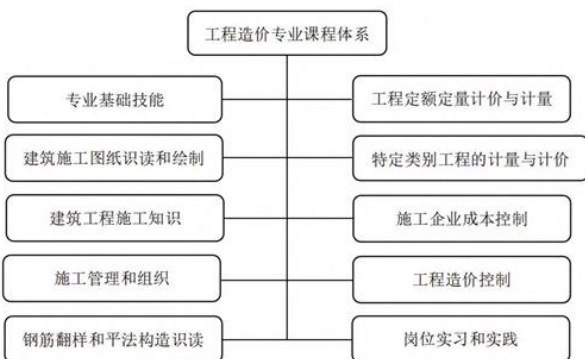 工程造价专业课程体系
专业基础技能
工程定额定量计价与计量
建筑施工图纸识读和绘制
特定类别工程的计量与计价
建筑工程施工知识
施工企业成本控制
施工管理和组织
工程造价控制
钢筋翻样和平法构造识读
岗位实习和实践